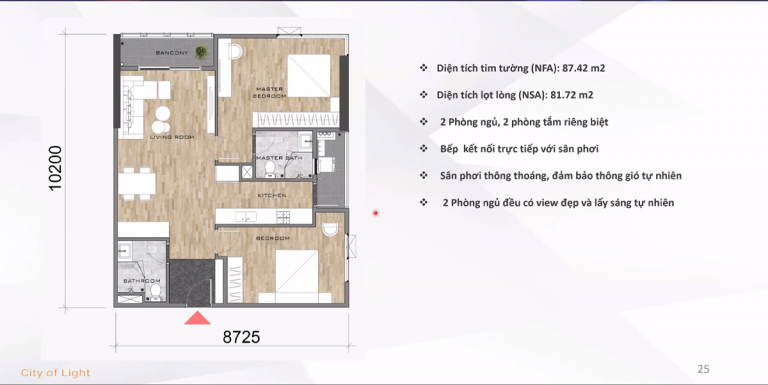 BANCONY
MASTER
BEDROOM
LIVING ROOM
MASTER BATH
KITCHEN
BEDROOM
BATHROOM
10200
8725
Diện tích tim tường (NFA): 87.42 m2
Diện tích lọt lòng (NSA): 81.72 m2
2 Phòng ngủ, 2 phòng tắm riêng biệt
Bếp kết nối trực tiếp với sân phơi
Sân phơi thông thoáng, đảm bảo thông gió tự nhiên
2 Phòng ngủ đều có view đẹp và lấy sáng tự nhiên
City of Light
25